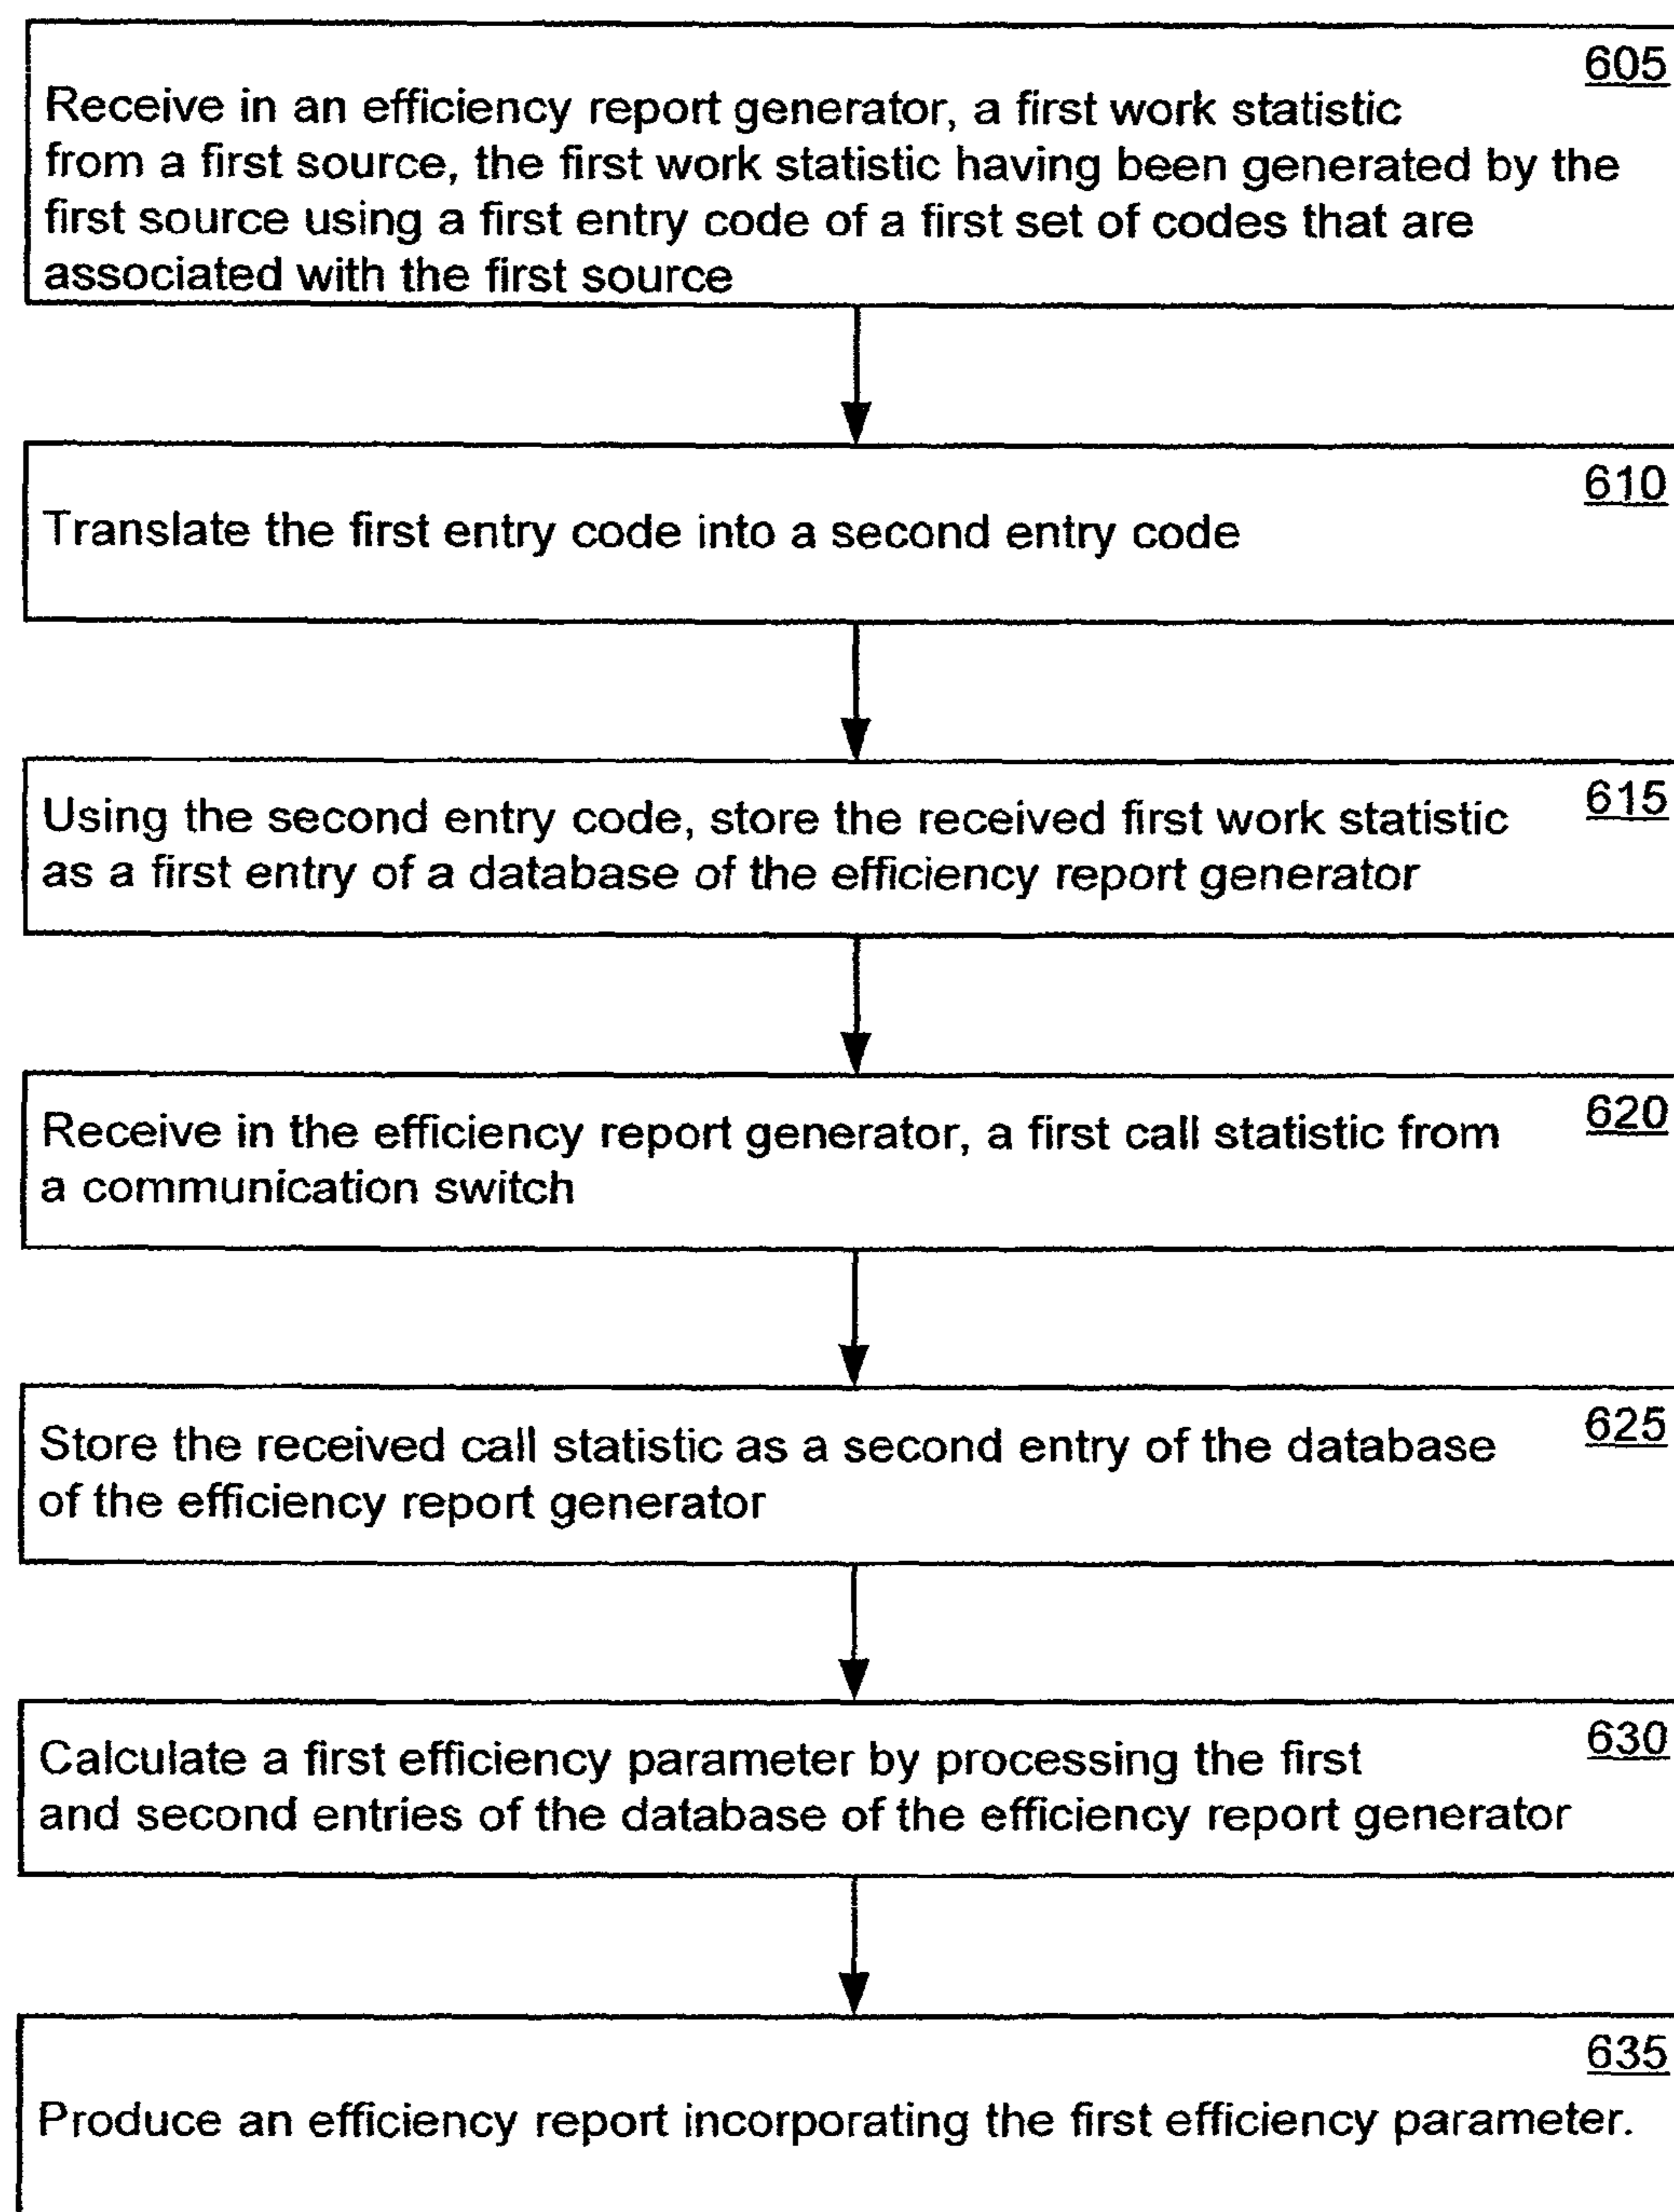 605
Receive in an efficiency report generator, a first work statistic
from a first source, the first work statistic having been generated by the
first source using a first entry code of a first set of codes that are
associated with the first source
610
Translate the first entry code into a second entry code
615
Using the second entry code, store the received first work statistic
as a first entry of a database of the efficiency report generator
620
Receive in the efficiency report generator, a first call statistic from
a communication switch
625
Store the received call statistic as a second entry of the database
of the efficiency report generator
630
Calculate a first efficiency parameter by processing the first
and second entries of the database of the efficiency report generator
635
Produce an efficiency report incorporating the first efficiency parameter.